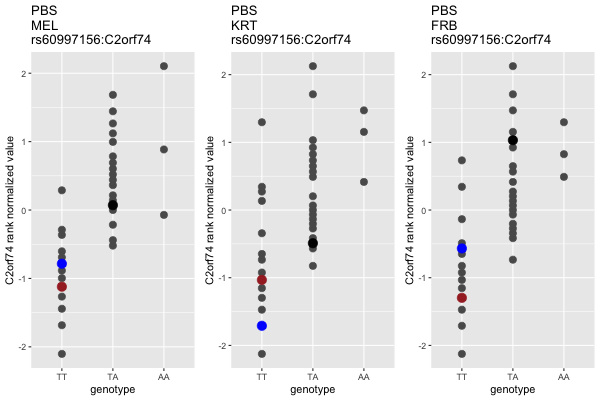 PBS
MEL
rs60997156:C2orf74
C2orf74 rank normalized value
2
1
0
-1
-2
TT
TA
AA
genotype
PBS
KRT
rs60997156:C2orf74
C2orf74 rank normalized value
2
1
0
-1
-2
TT
TA
AA
genotype
PBS
FRB
rs60997156:C2orf74
C2orf74 rank normalized value
2
1
0
-1
-2
TT
TA
AA
genotype